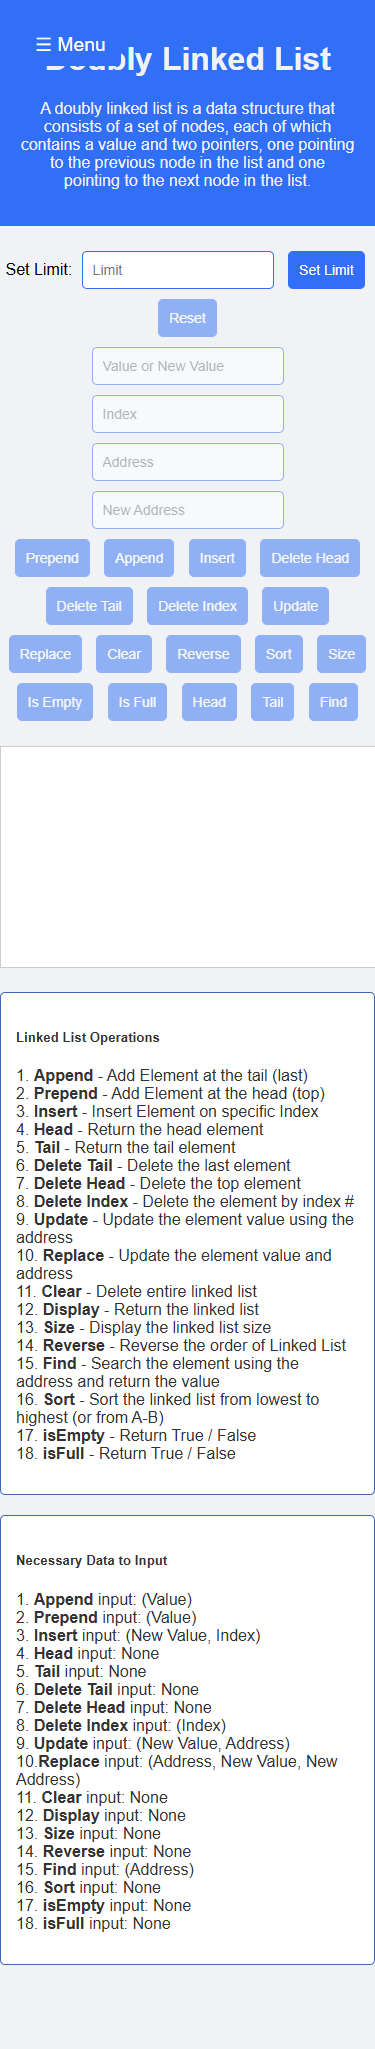 ☰ Menu
Doubly Linked List
A doubly linked list is a data structure that
consists of a set of nodes, each of which
contains a value and two pointers, one pointing
to the previous node in the list and one
pointing to the next node in the list.
Set Limit: Limit Set Limit
Reset
Value or New Value
Index
Address
New Address
Prepend Append Insert Delete Head
Delete Tail Delete Index Update
Replace Clear Reverse Sort Size
Is Empty Is Full Head Tail Find
Linked List Operations
1. Append - Add Element at the tail (last)
2. Prepend - Add Element at the head (top)
3. Insert - Insert Element on specific Index
4. Head - Return the head element
5. Tail - Return the tail element
6. Delete Tail - Delete the last element
7. Delete Head - Delete the top element
8. Delete Index - Delete the element by index #
9. Update - Update the element value using the
address
10. Replace - Update the element value and
address
11. Clear - Delete entire linked list
12. Display - Return the linked list
13. Size - Display the linked list size
14. Reverse - Reverse the order of Linked List
15. Find - Search the element using the
address and return the value
16. Sort - Sort the linked list from lowest to
highest (or from A-B)
17. isEmpty - Return True / False
18. isFull - Return True / False
Necessary Data to Input
1. Append input: (Value)
2. Prepend input: (Value)
3. Insert input: (New Value, Index)
4. Head input: None
5. Tail input: None
6. Delete Tail input: None
7. Delete Head input: None
8. Delete Index input: (Index)
9. Update input: (New Value, Address)
10.Replace input: (Address, New Value, New
Address)
11. Clear input: None
12. Display input: None
13. Size input: None
14. Reverse input: None
15. Find input: (Address)
16. Sort input: None
17. isEmpty input: None
18. isFull input: None